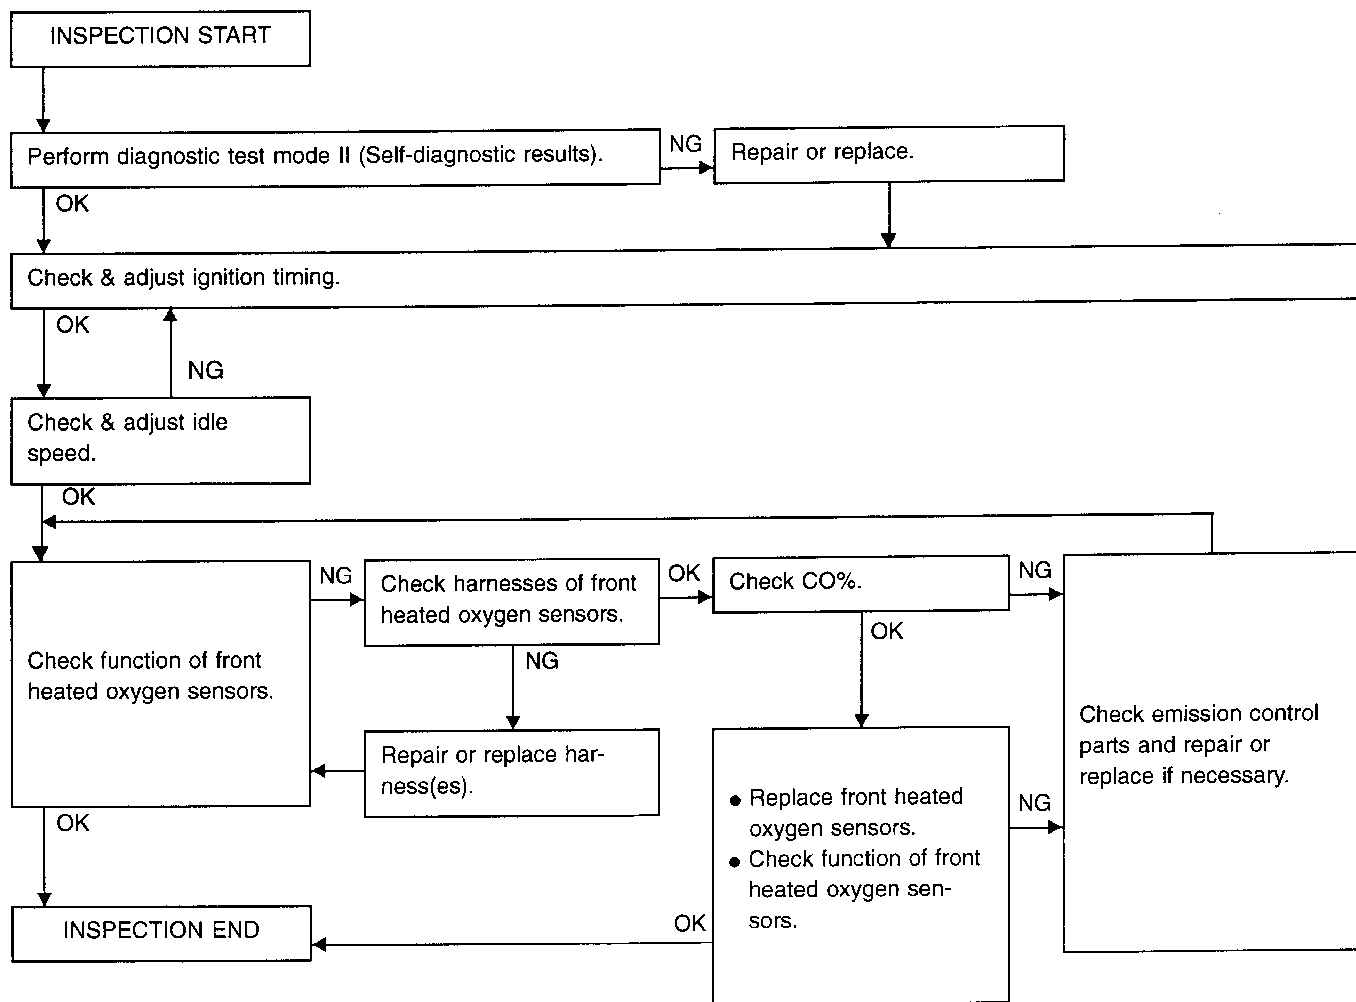 INSPECTION START
Perform diagnostic test mode II (Self-diagnostic results).
NG
Repair or replace.
OK
Check & adjust ignition timing.
OK
NG
Check & adjust idle
speed.
OK
Check function of front
heated oxygen sensors.
NG
Check harnesses of front
heated oxygen sensors.
OK
Check CO%.
NG
OK
NG
Repair or replace har-
ness(es).
Check emission control
parts and repair or
replace if necessary.
● Replace front heated
oxygen sensors.
● Check function of front
heated oxygen sen-
sors.
NG
OK
OK
INSPECTION END